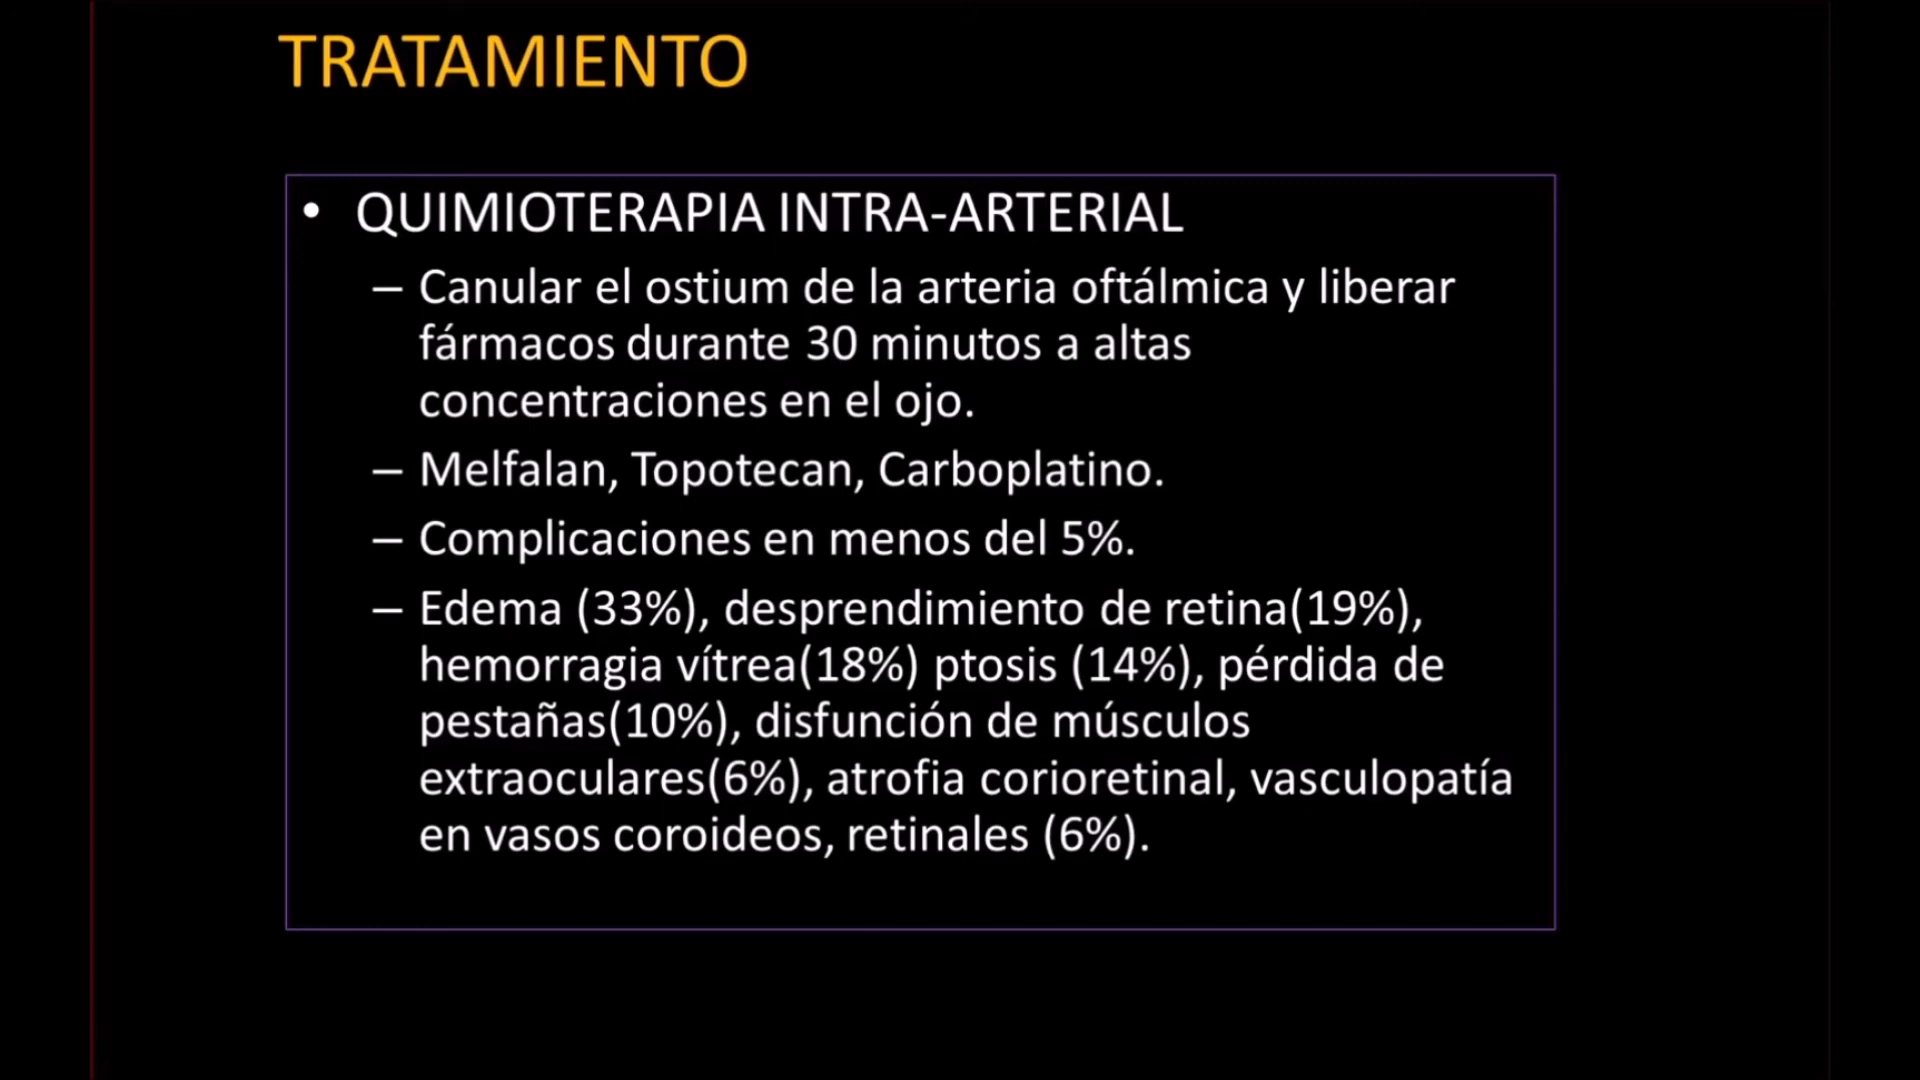 TRATAMIENTO
• QUIMIOTERAPIA INTRA-ARTERIAL
– Canular el ostium de la arteria oftálmica y liberar
fármacos durante 30 minutos a altas
concentraciones en el ojo.
– Melfalan, Topotecan, Carboplatino.
– Complicaciones en menos del 5%.
– Edema (33%), desprendimiento de retina(19%),
hemorragia vítrea(18%) ptosis (14%), pérdida de
pestañas(10%), disfunción de músculos
extraoculares(6%), atrofia corioretinal, vasculopatía
en vasos coroideos, retinales (6%).